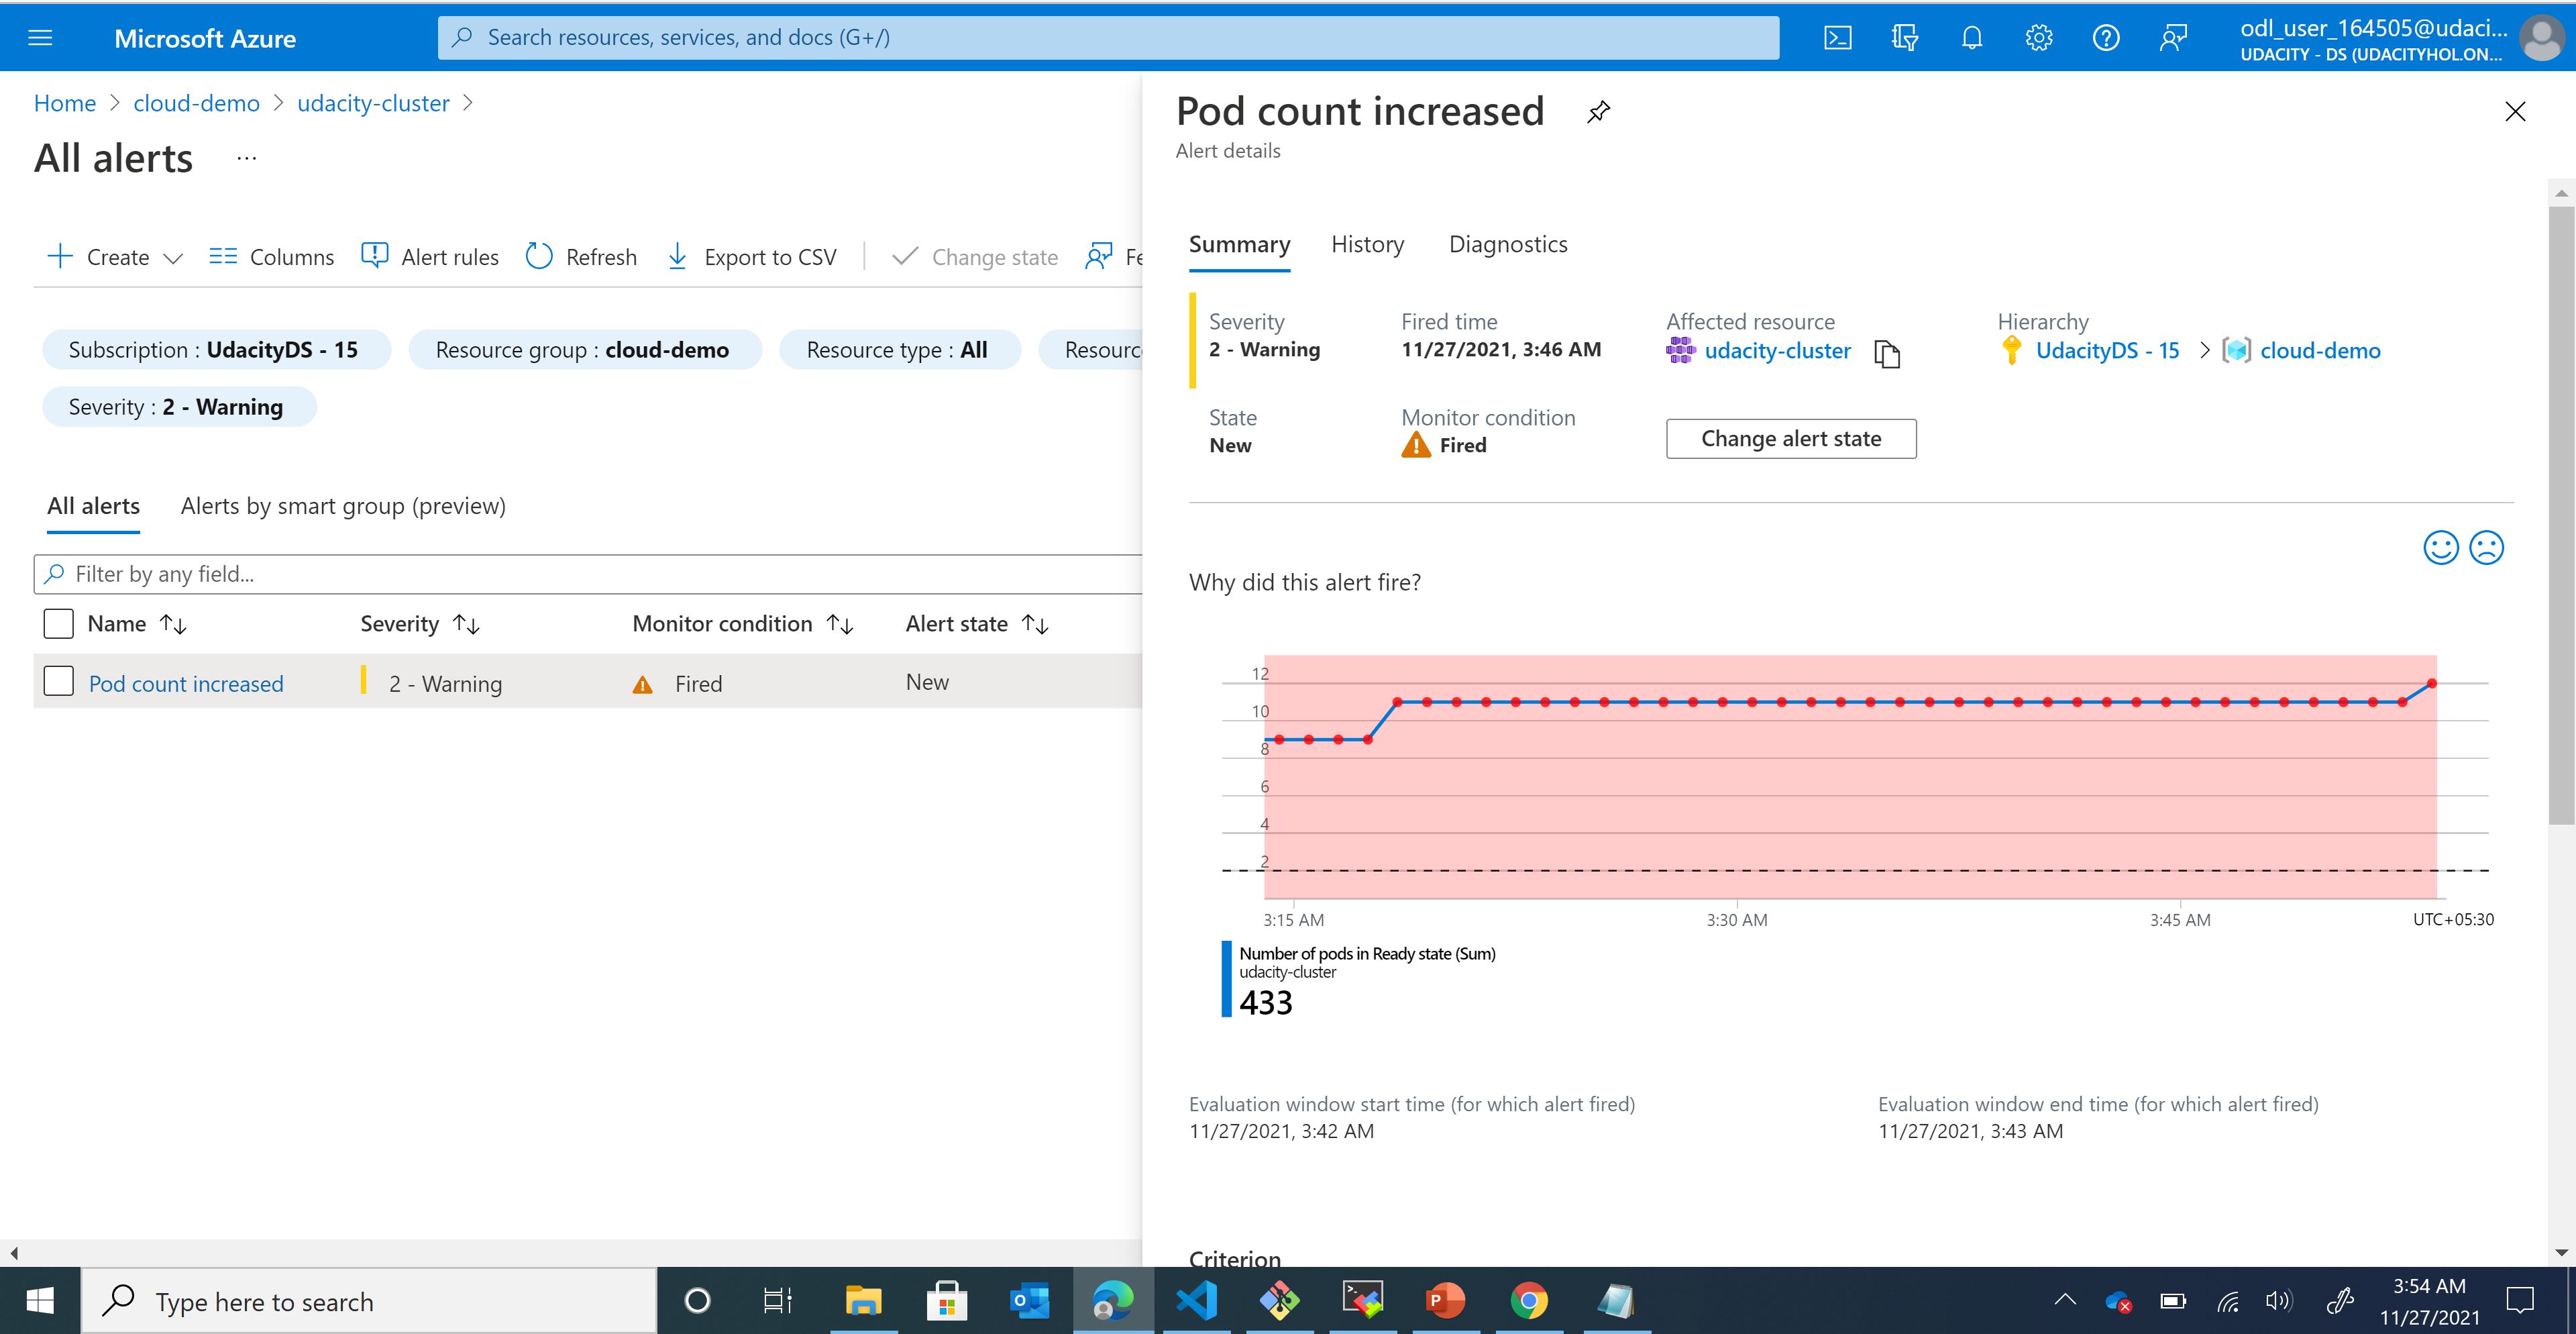 Microsoft Azure
Search resources, services, and docs (G+/)
odl_user_164505@udaci...
UDACITY - DS (UDACITYHOL.ON...
Home > cloud-demo > udacity-cluster >
All alerts ...
Create
Columns
Alert rules
Refresh
Export to CSV
Change state
Fe
Subscription : UdacityDS - 15
Resource group : cloud-demo
Resource type : All
Resourc
Severity : 2 - Warning
All alerts
Alerts by smart group (preview)
Filter by any field...
Name Severity Monitor condition Alert state
Pod count increased 2 - Warning Fired New
Pod count increased
Alert details
Summary History Diagnostics
Severity
2 - Warning
Fired time
11/27/2021, 3:46 AM
Affected resource
udacity-cluster
Hierarchy
UdacityDS - 15 > cloud-demo
State
New
Monitor condition
Fired
Change alert state
Why did this alert fire?
12
10
8
6
4
2
3:15 AM 3:30 AM 3:45 AM UTC+05:30
Number of pods in Ready state (Sum)
udacity-cluster
433
Evaluation window start time (for which alert fired)
11/27/2021, 3:42 AM
Evaluation window end time (for which alert fired)
11/27/2021, 3:43 AM
Criterion
Type here to search
3:54 AM
11/27/2021